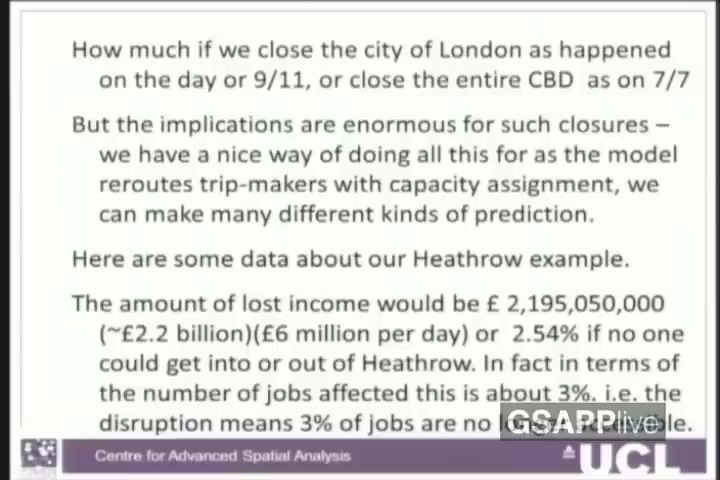 How much if we close the city of London as happened
on the day or 9/11, or close the entire CBD as on 7/7
But the implications are enormous for such closures –
we have a nice way of doing all this for as the model
reroutes trip-makers with capacity assignment, we
can make many different kinds of prediction.
Here are some data about our Heathrow example.
The amount of lost income would be £ 2,195,050,000
(~£2.2 billion)(£6 million per day) or 2.54% if no one
could get into or out of Heathrow. In fact in terms of
the number of jobs affected this is about 3%. i.e. the
disruption means 3% of jobs are no longer accessible.
GSAPPlive
Centre for Advanced Spatial Analysis
UCL